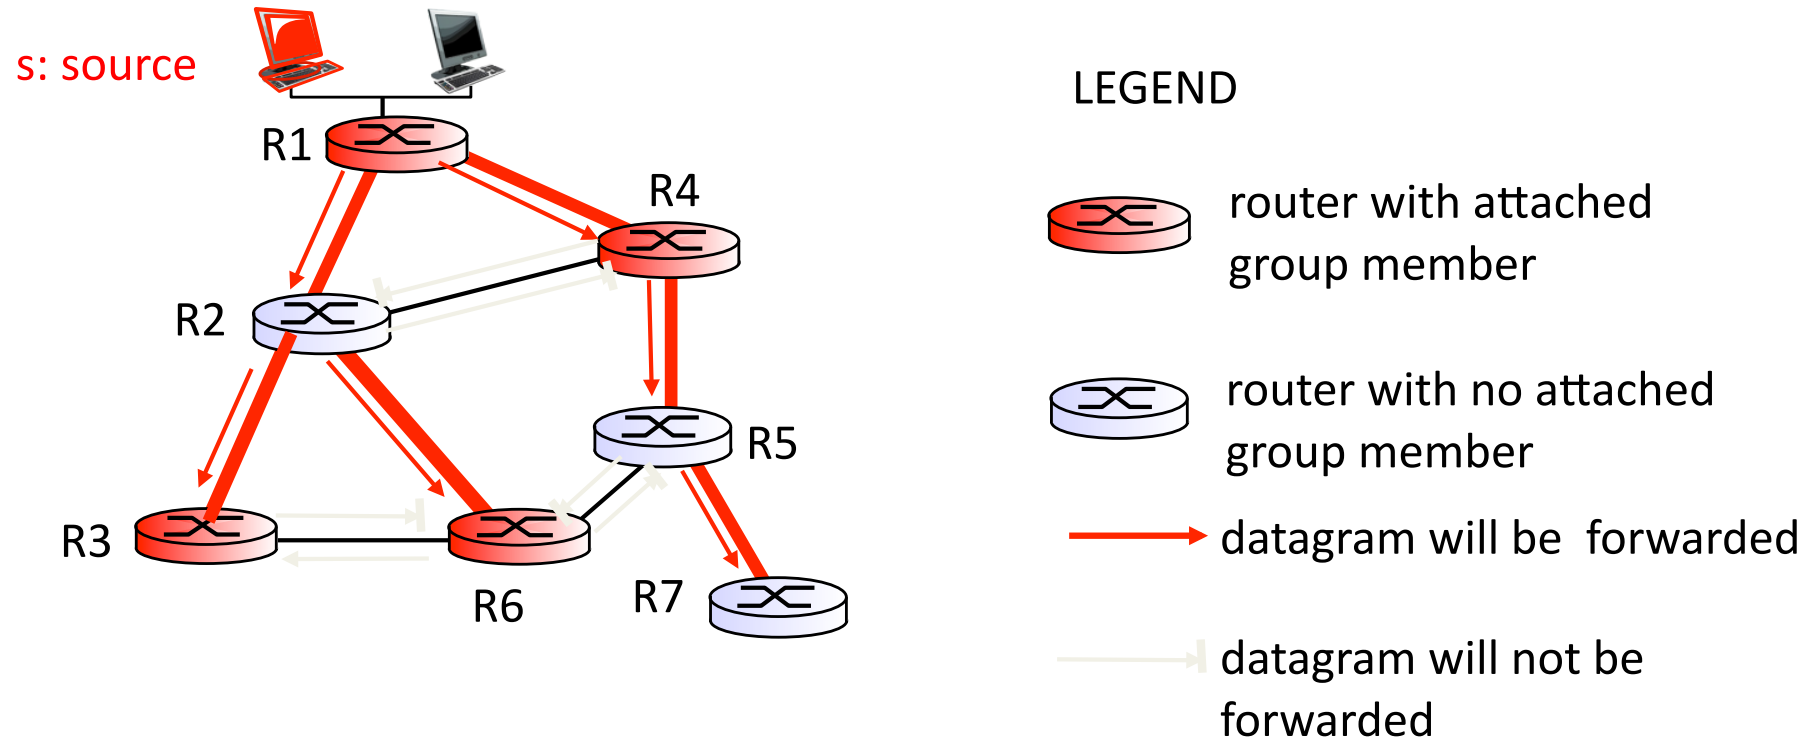 s: source
R1
R4
R2
R5
R3
R6
R7
LEGEND
router with attached
group member
router with no attached
group member
datagram will be  forwarded
datagram will not be
forwarded